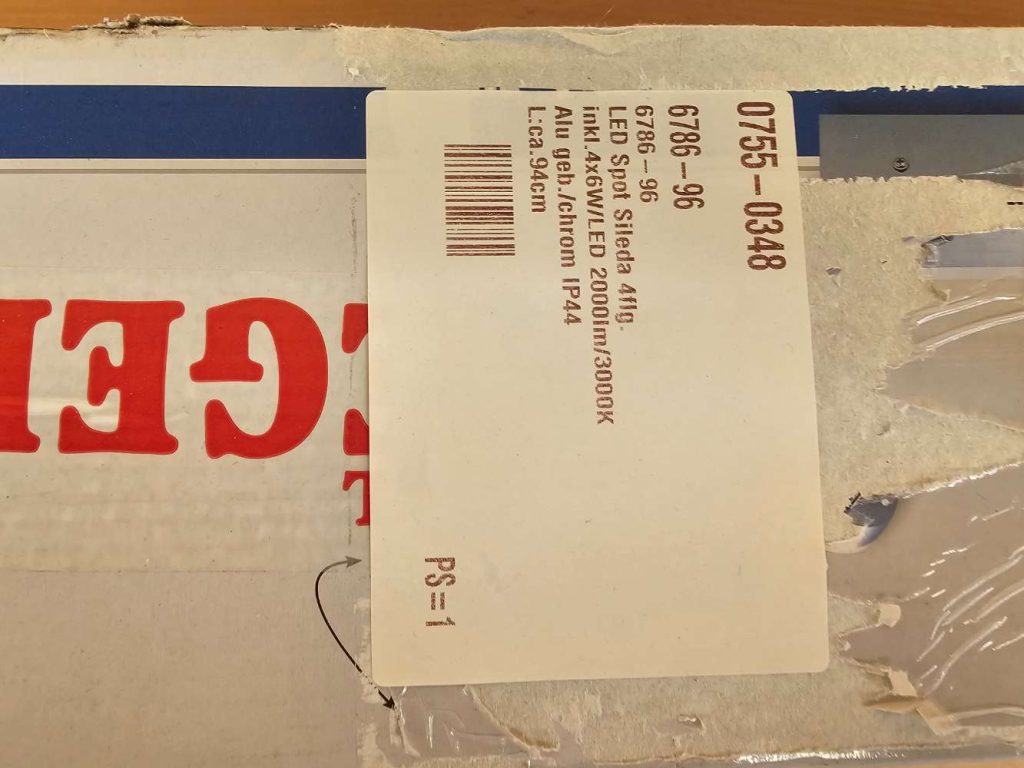 0755-0348
6786-96
6786-96
LED Spot Sileda 4flg.
inkl.4x6W/LED 2000lm/3000K
Alu geb./chrom IP44
L:ca.94cm
PS--1
GE